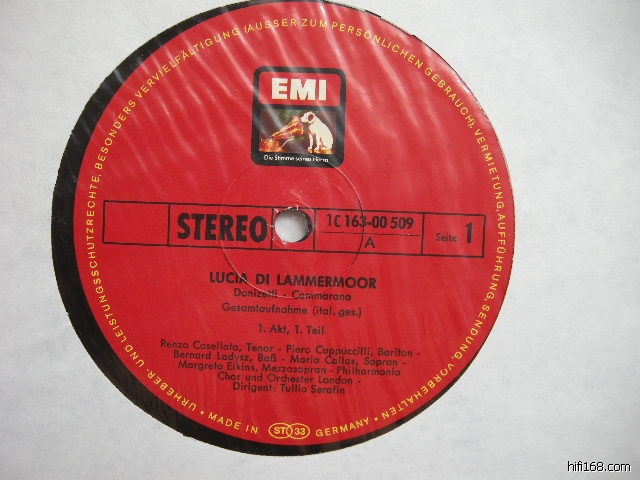 URHEBER- UND LEISTUNGSSCHUTZRECHTE, BESONDERS VERVIELFÄLTIGUNG (AUSSER ZUM PERSÖNLICHEN GEBRAUCH), VERMIETUNG, AUFFÜHRUNG, SENDUNG, VORBEHALTEN
EMI
Die Stimme seines Herrn
STEREO
1C 163-00 509
A
Seite 1
LUCIA DI LAMMERMOOR
Donizetti - Cammarano
Gesamtaufnahme (ital. ges.)
1. Akt, 1. Teil
Renzo Casellato, Tenor - Piero Cappuccilli, Bariton -
Bernard Ladysz, Baß - Maria Callas, Sopran -
Margreta Elkins, Mezzosopran - Philharmonia
Chor und Orchester London -
Dirigent: Tullio Serafin
* MADE IN ST 33 GERMANY *
hifi168.com